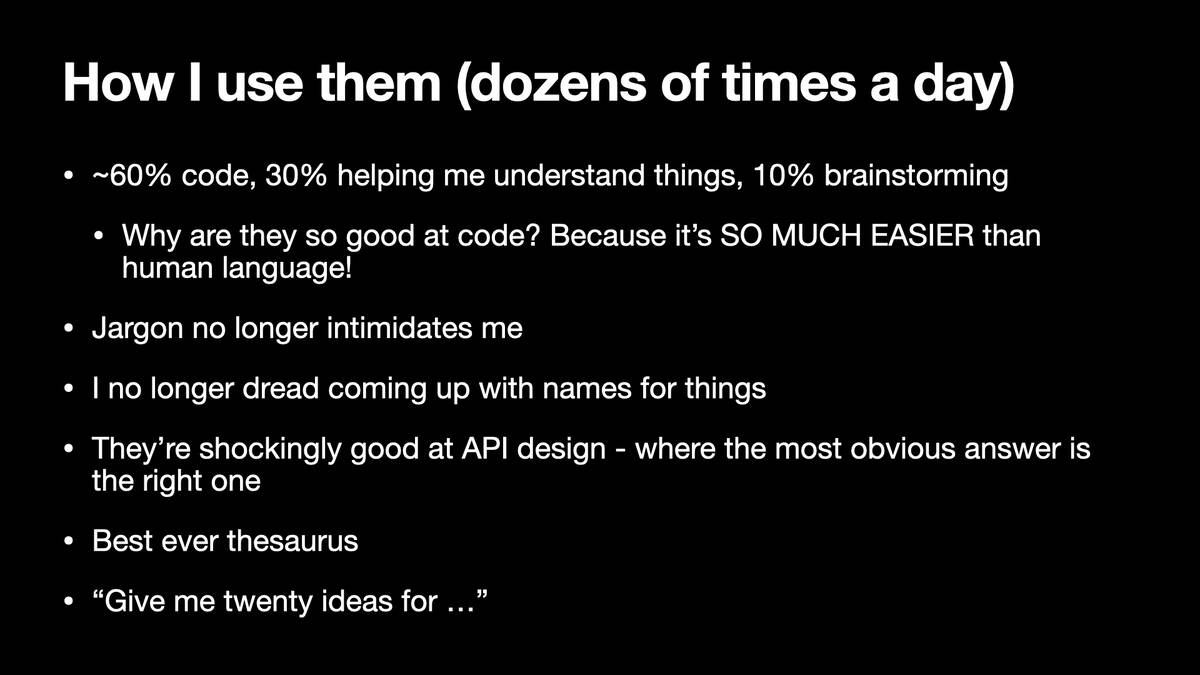 How I use them (dozens of times a day)
• ~60% code, 30% helping me understand things, 10% brainstorming
• Why are they so good at code? Because it’s SO MUCH EASIER than
human language!
• Jargon no longer intimidates me
• I no longer dread coming up with names for things
• They’re shockingly good at API design - where the most obvious answer is
the right one
• Best ever thesaurus
• “Give me twenty ideas for …”